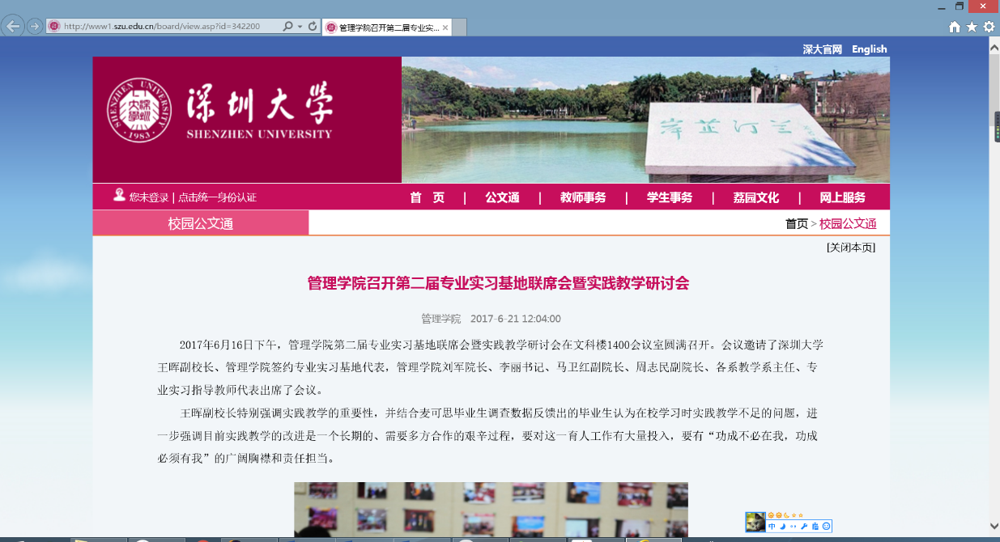 http://www1.szu.edu.cn/board/view.asp?id=342200
管理学院召开第二届专业实...
深大官网 English
深圳大学
SHENZHEN UNIVERSITY
SHENZHEN UNIVERSITY
1983
您未登录 | 点击统一身份认证
首 页 | 公文通 | 教师事务 | 学生事务 | 荔园文化 | 网上服务
校园公文通
首页 > 校园公文通
[关闭本页]
管理学院召开第二届专业实习基地联席会暨实践教学研讨会
管理学院 2017-6-21 12:04:00
2017年6月16日下午，管理学院第二届专业实习基地联席会暨实践教学研讨会在文科楼1400会议室圆满召开。会议邀请了深圳大学
王晖副校长、管理学院签约专业实习基地代表，管理学院刘军院长、李丽书记、马卫红副院长、周志民副院长、各系教学系主任、专
业实习指导教师代表出席了会议。
王晖副校长特别强调实践教学的重要性，并结合麦可思毕业生调查数据反馈出的毕业生认为在校学习时实践教学不足的问题，进
一步强调目前实践教学的改进是一个长期的、需要多方合作的艰辛过程，要对这一育人工作有大量投入，要有“功成不必在我，功成
必须有我”的广阔胸襟和责任担当。
中